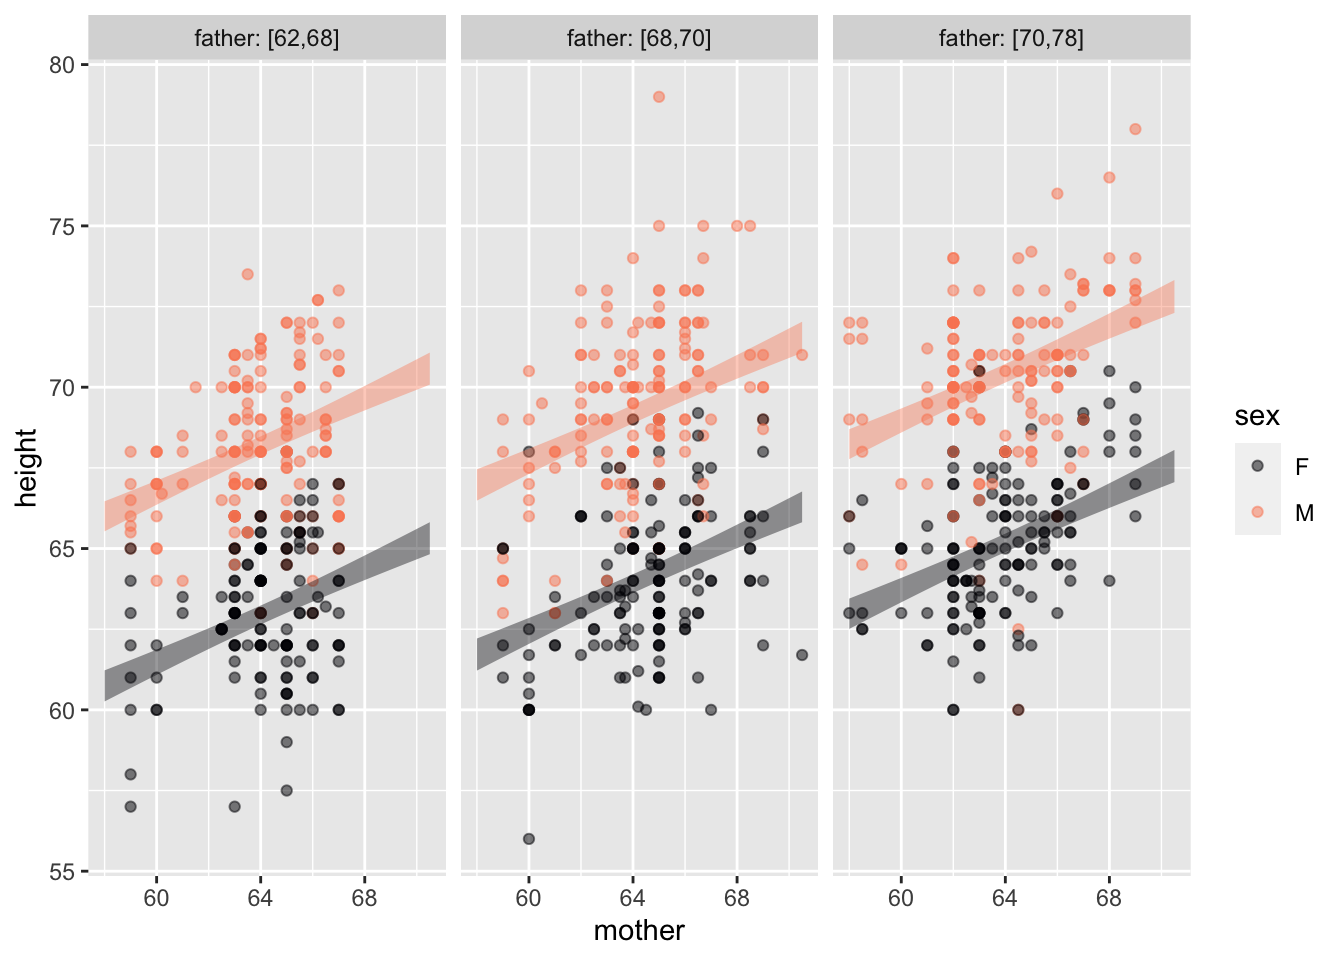 father: [62,68] father: [68,70] father: [70,78]
80
75
70
65
60
55
height
60 64 68 60 64 68 60 64 68
mother
sex
F
M